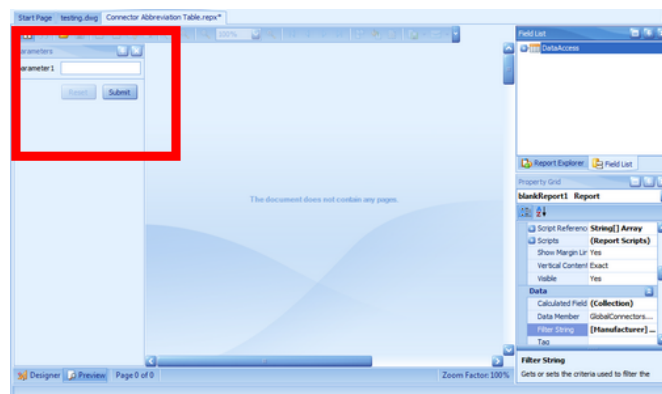 Start Page testing.dwg Connector Abbreviation Table.repx*
100%
Parameters
Parameter1
Reset Submit
The document does not contain any pages.
Designer Preview Page 0 of 0 Zoom Factor: 100%
Field List
DataAccess
Report Explorer Field List
Property Grid
blankReport1 Report
Script Referenc String[] Array
Scripts (Report Scripts)
Show Margin Lin Yes
Vertical Content Exact
Visible Yes
Data
Calculated Field (Collection)
Data Member GlobalConnectors....
Filter String [Manufacturer] ...
Tag
Filter String
Gets or sets the criteria used to filter the